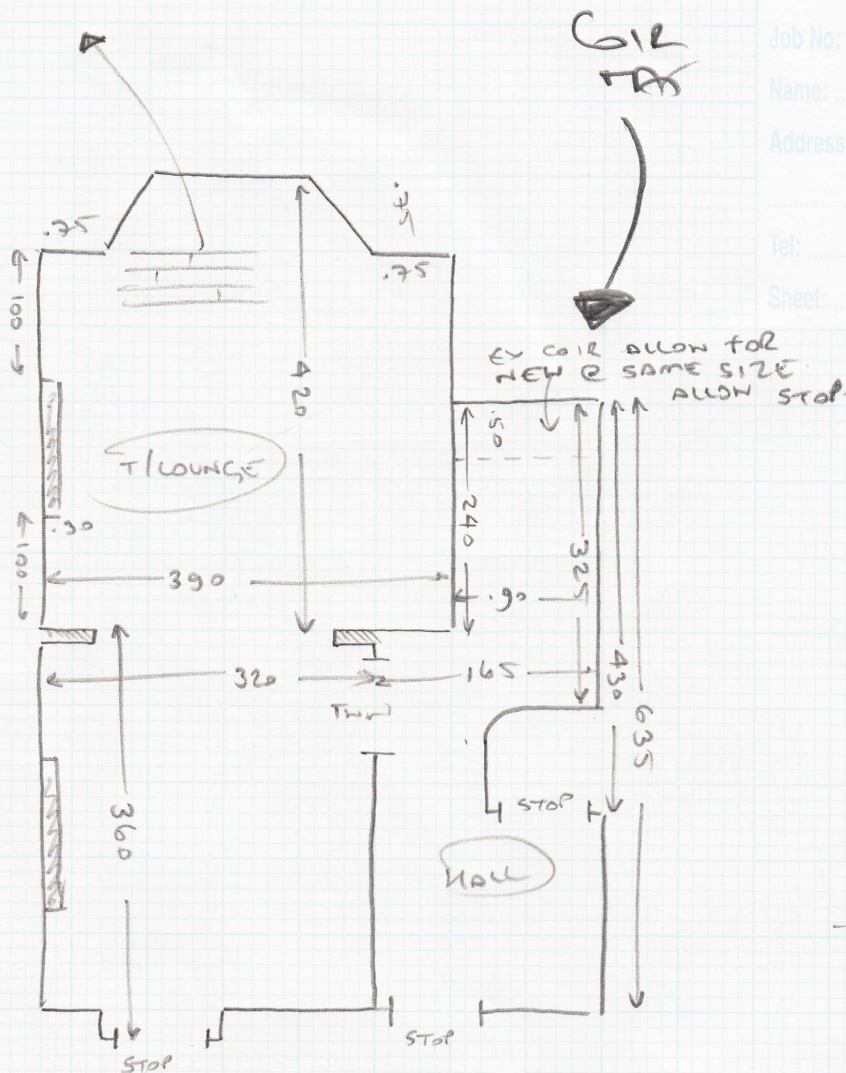 COIR
Job No:
Name: ..
Address
Tel: ......
Sheet: ..
.75
.75
.75
100
420
EX COIR ALLOW FOR
NEW @ SAME SIZE
ALLOW STOP
.50
T/LOUNGE
240
325
.30
100
390
.90
430
320
165
635
360
STOP
HALL
STOP
STOP